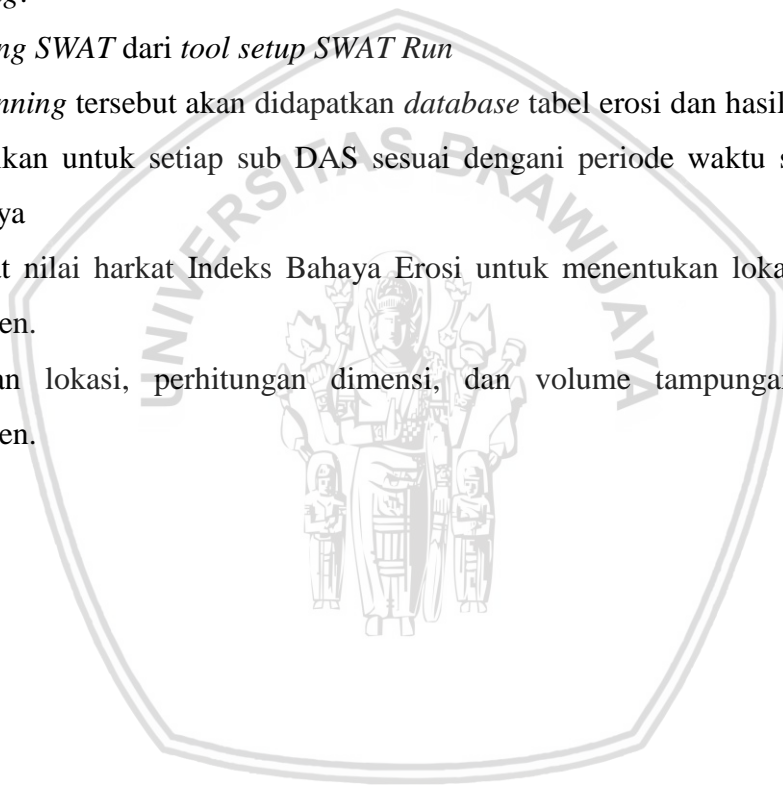 ng SWAT dari tool setup SWAT Run
nning tersebut akan didapatkan database tabel erosi dan hasil
kan untuk setiap sub DAS sesuai dengani periode waktu s
ya
t nilai harkat Indeks Bahaya Erosi untuk menentukan loka
en.
an lokasi, perhitungan dimensi, dan volume tampunga
en.
UNIVERSITAS BRAWIJAYA